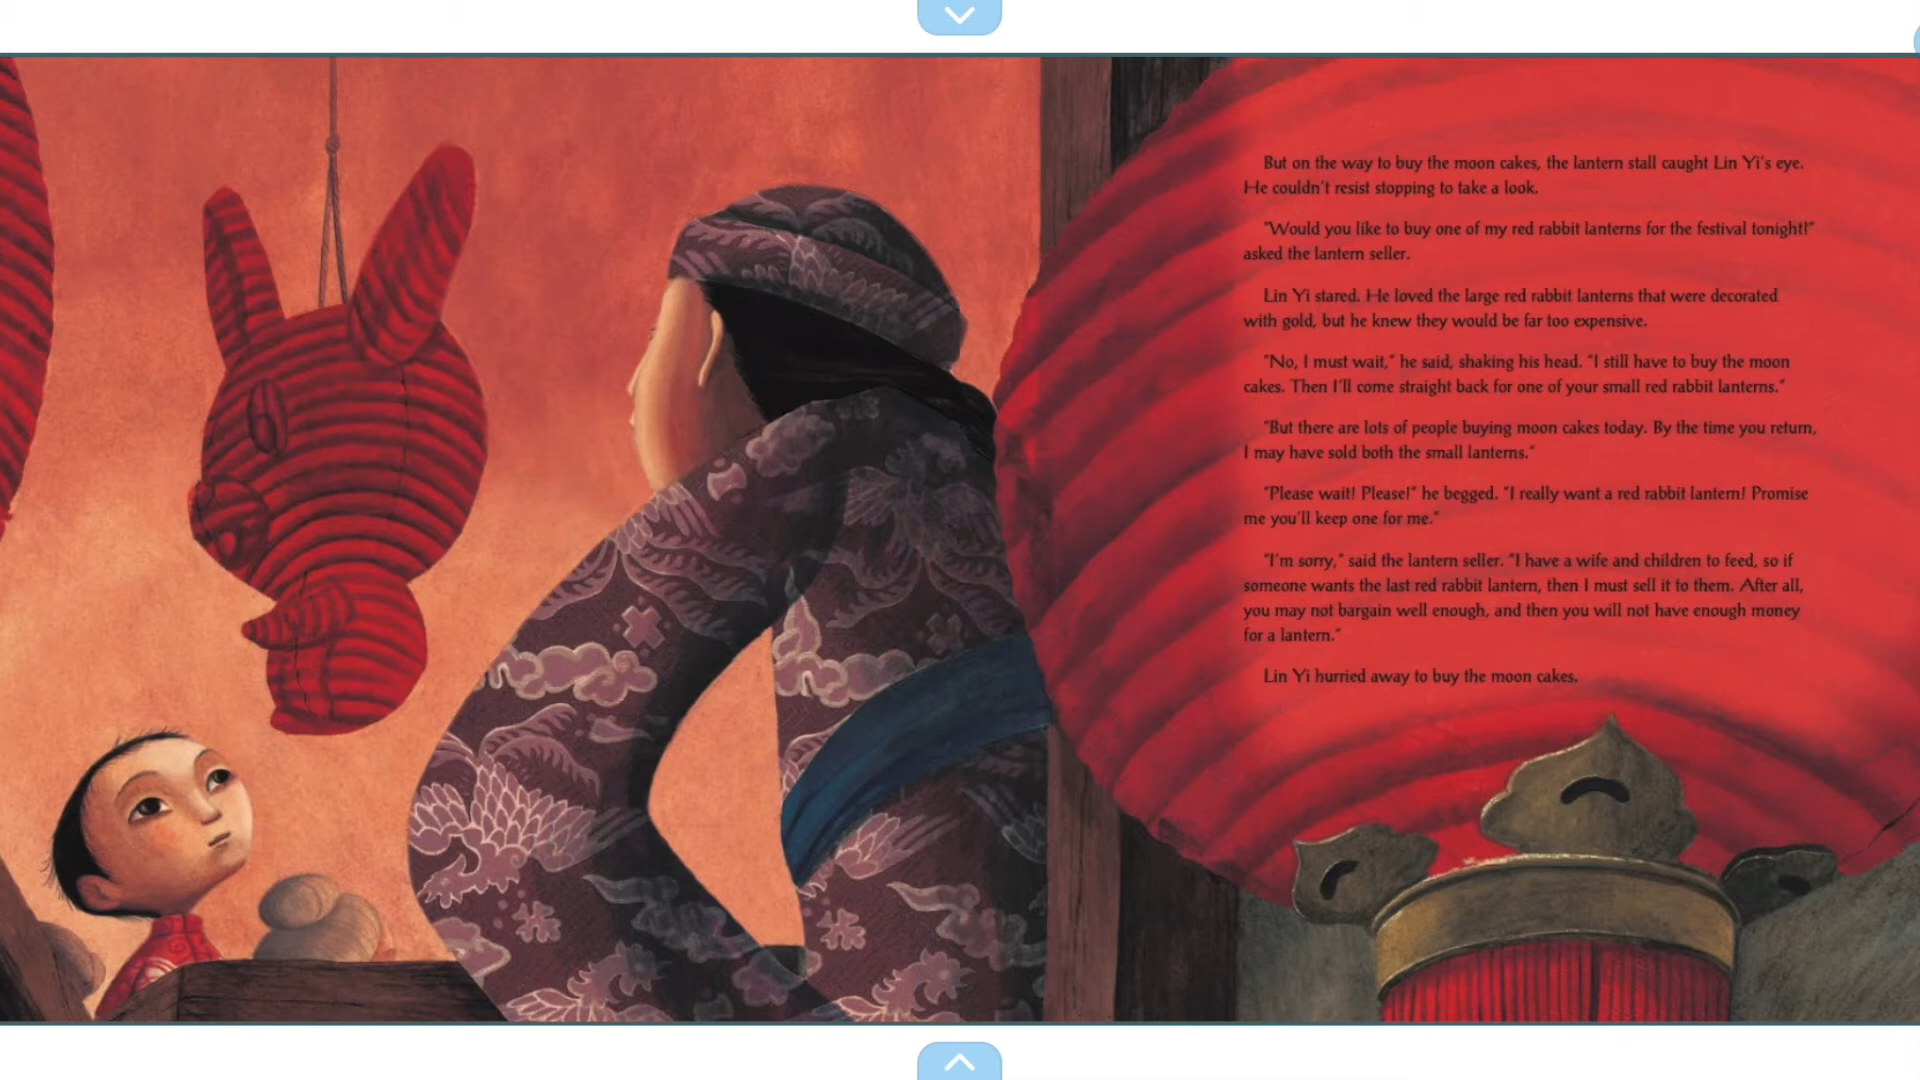 But on the way to buy the moon cakes, the lantern stall caught Lin Yi's eye.
He couldn't resist stopping to take a look.
"Would you like to buy one of my red rabbit lanterns for the festival tonight?"
asked the lantern seller.
Lin Yi stared. He loved the large red rabbit lanterns that were decorated
with gold, but he knew they would be far too expensive.
"No, I must wait," he said, shaking his head. "I still have to buy the moon
cakes. Then I'll come straight back for one of your small red rabbit lanterns."
"But there are lots of people buying moon cakes today. By the time you return,
I may have sold both the small lanterns."
"Please wait! Please!" he begged. "I really want a red rabbit lantern! Promise
me you'll keep one for me."
"I'm sorry," said the lantern seller. "I have a wife and children to feed, so if
someone wants the last red rabbit lantern, then I must sell it to them. After all,
you may not bargain well enough, and then you will not have enough money
for a lantern."
Lin Yi hurried away to buy the moon cakes.